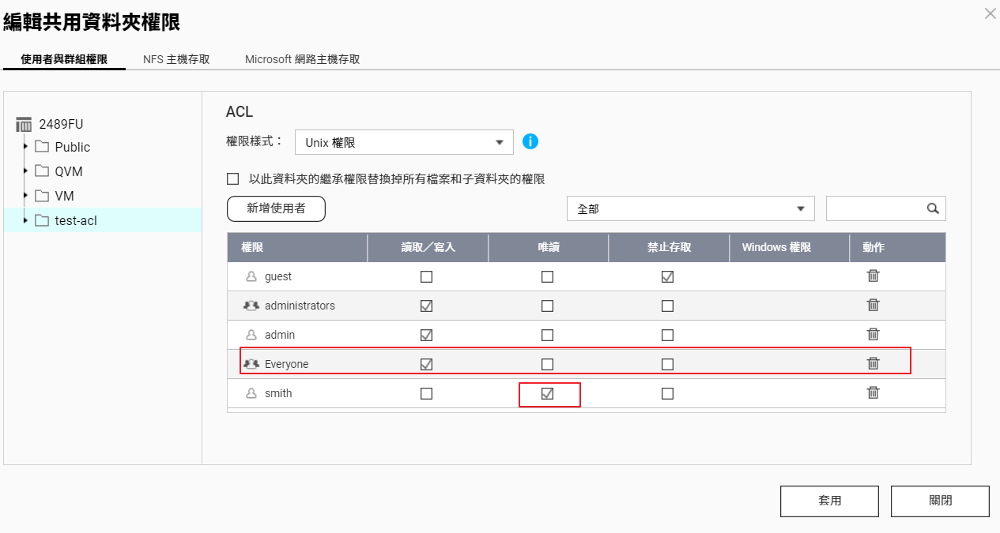 編輯共用資料夾權限
使用者與群組權限 NFS 主機存取 Microsoft 網路主機存取
2489FU
Public
QVM
VM
test-acl
ACL
權限樣式： Unix 權限
以此資料夾的繼承權限替換掉所有檔案和子資料夾的權限
新增使用者 全部
權限 讀取／寫入 唯讀 禁止存取 Windows 權限 動作
guest
administrators
admin
Everyone
smith
套用 關閉